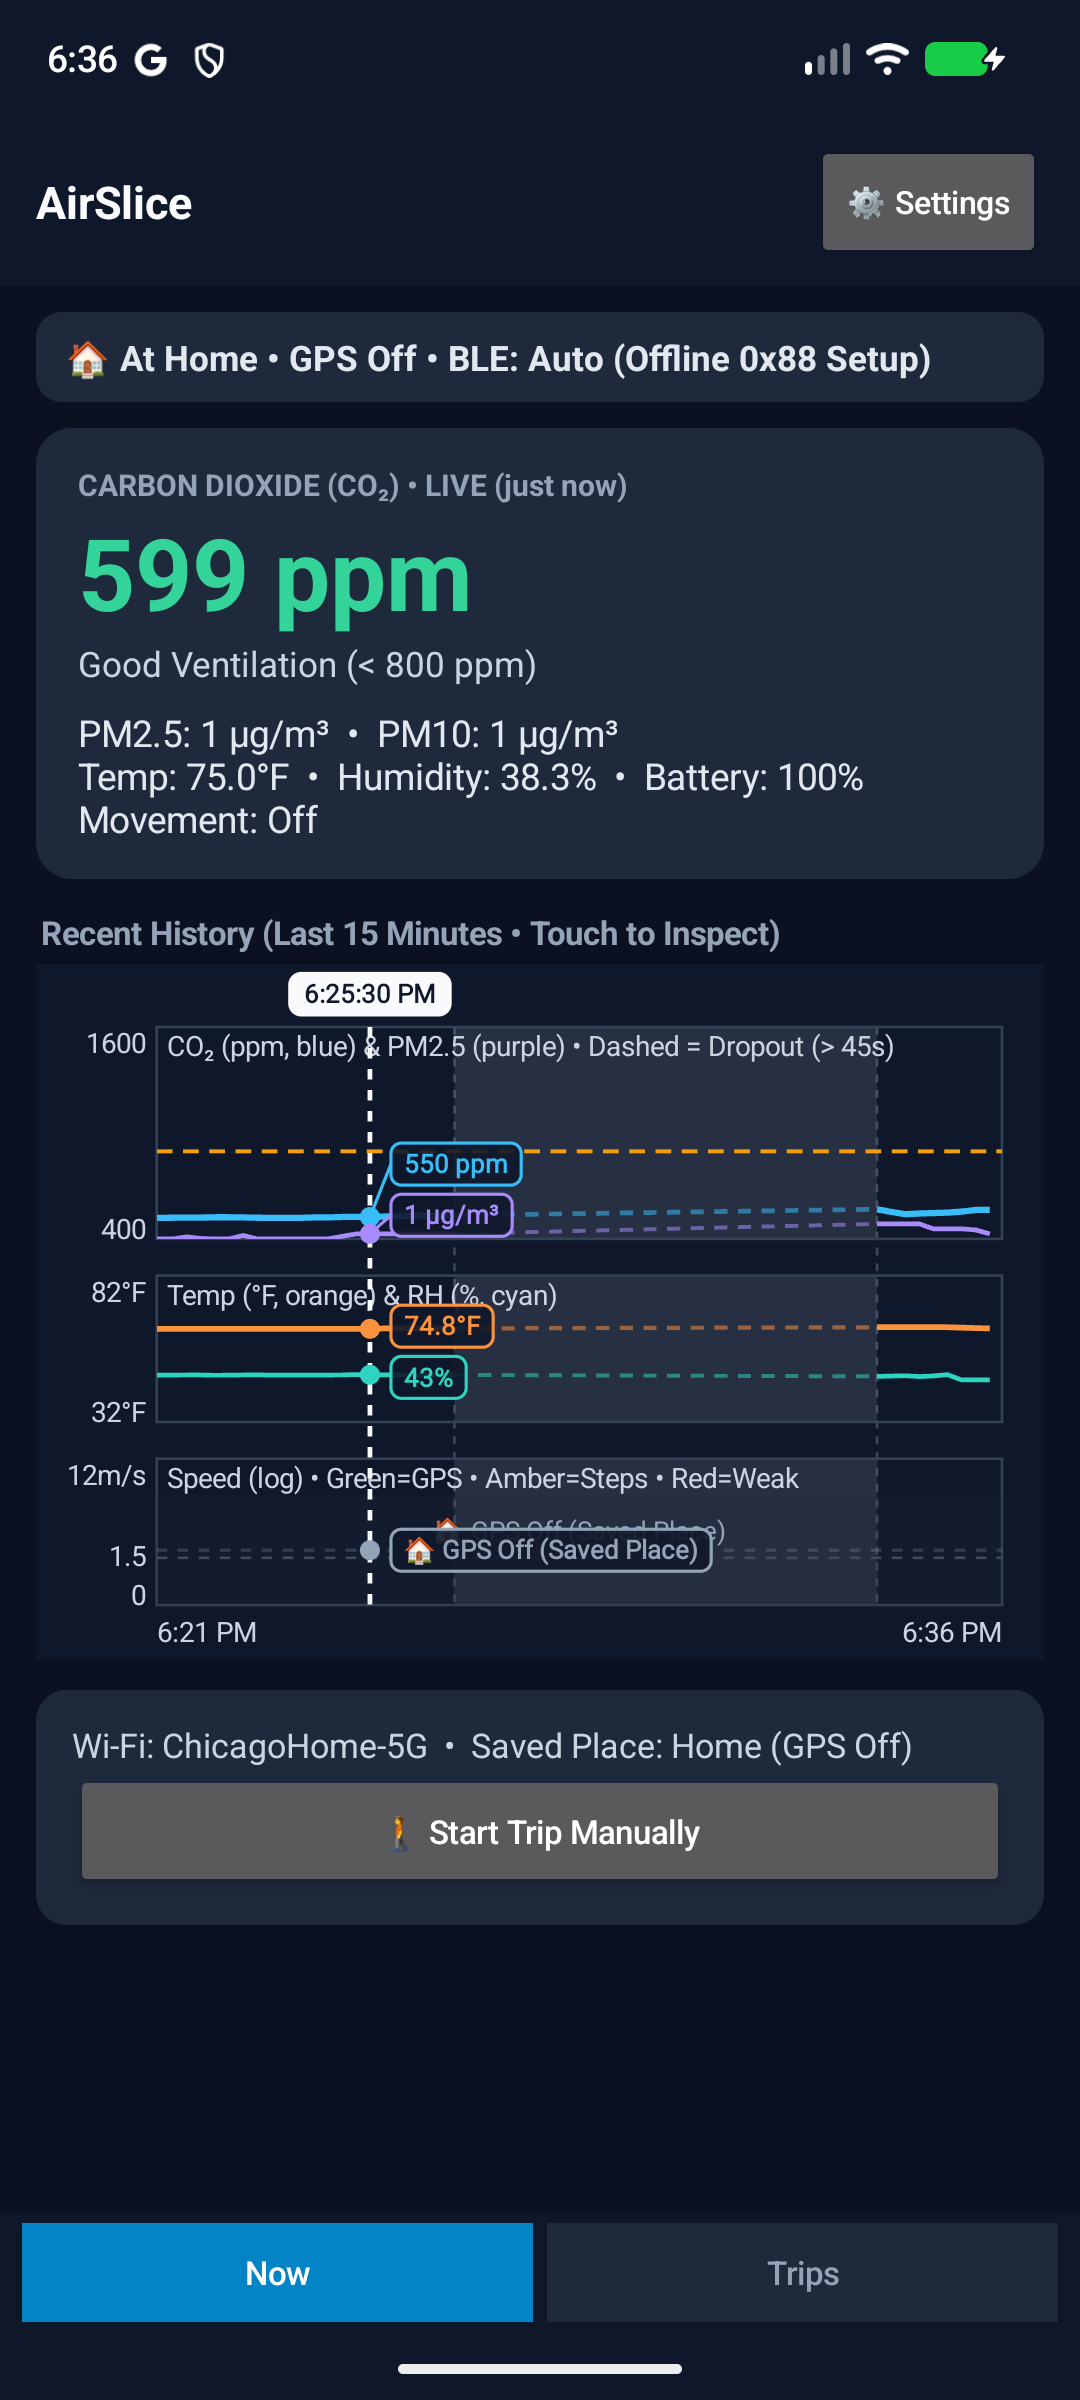 6:36
AirSlice
⚙️ Settings
🏠 At Home • GPS Off • BLE: Auto (Offline 0x88 Setup)
CARBON DIOXIDE (CO₂) • LIVE (just now)
599 ppm
Good Ventilation (< 800 ppm)
PM2.5: 1 µg/m³ • PM10: 1 µg/m³
Temp: 75.0°F • Humidity: 38.3% • Battery: 100%
Movement: Off
Recent History (Last 15 Minutes • Touch to Inspect)
6:25:30 PM
1600
CO₂ (ppm, blue) & PM2.5 (purple) • Dashed = Dropout (> 45s)
550 ppm
1 µg/m³
400
82°F
Temp (°F, orange) & RH (%, cyan)
74.8°F
43%
32°F
12m/s
Speed (log) • Green=GPS • Amber=Steps • Red=Weak
🏠 GPS Off (Saved Place)
🏠 GPS Off (Saved Place)
1.5
0
6:21 PM
6:36 PM
Wi-Fi: ChicagoHome-5G • Saved Place: Home (GPS Off)
🚶 Start Trip Manually
Now
Trips